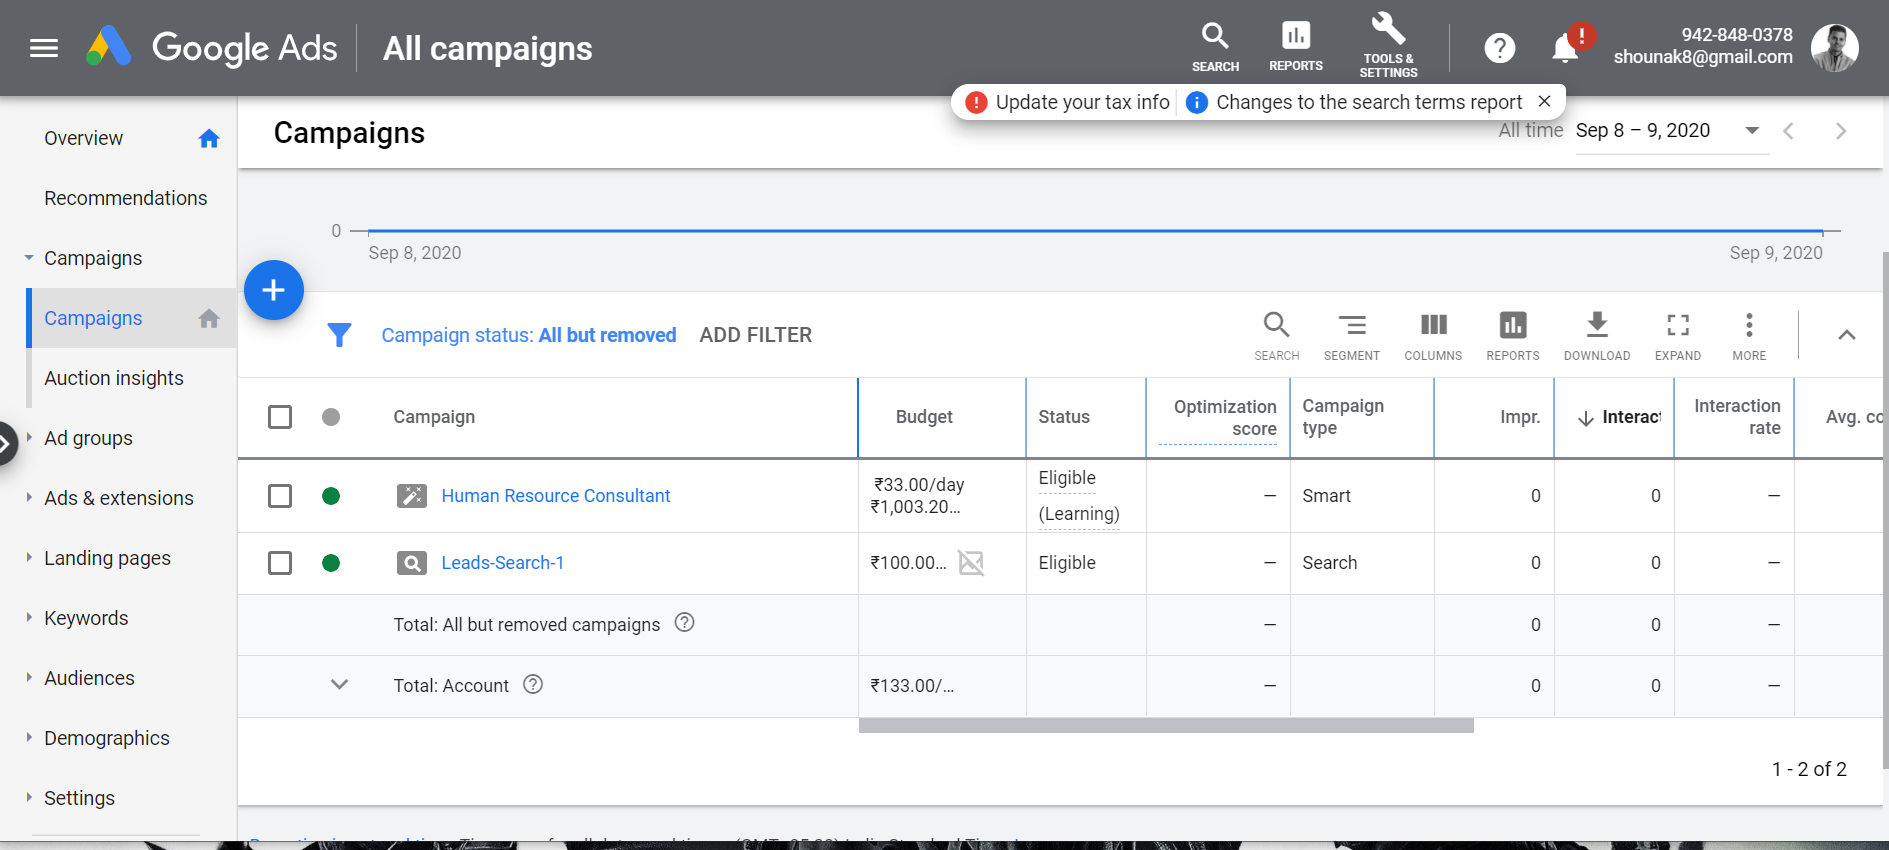 Google Ads
All campaigns
SEARCH
REPORTS
TOOLS &
SETTINGS
942-848-0378
shounak8@gmail.com
Update your tax info
Changes to the search terms report
Overview
Recommendations
Campaigns
Campaigns
Auction insights
Ad groups
Ads & extensions
Landing pages
Keywords
Audiences
Demographics
Settings
Campaigns
All time Sep 8 – 9, 2020
0
Sep 8, 2020
Sep 9, 2020
Campaign status: All but removed ADD FILTER
SEARCH SEGMENT COLUMNS REPORTS DOWNLOAD EXPAND MORE
Campaign Budget Status Optimization score Campaign type Impr. Interact Interaction rate Avg. co
Human Resource Consultant ₹33.00/day ₹1,003.20... Eligible (Learning) — Smart 0 0 —
Leads-Search-1 ₹100.00... Eligible — Search 0 0 —
Total: All but removed campaigns — 0 0 —
Total: Account ₹133.00/... — 0 0 —
1 - 2 of 2